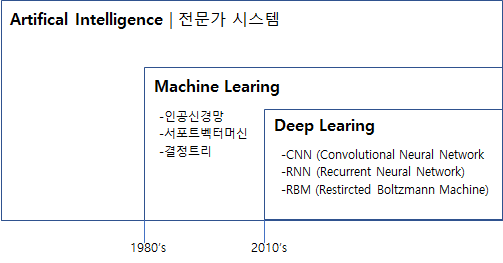 Artifical Intelligence | 전문가 시스템
Machine Learing
-인공신경망
-서포트벡터머신
-결정트리
Deep Learing
-CNN (Convolutional Neural Network
-RNN (Recurrent Neural Network)
-RBM (Restircted Boltzmann Machine)
1980's
2010's